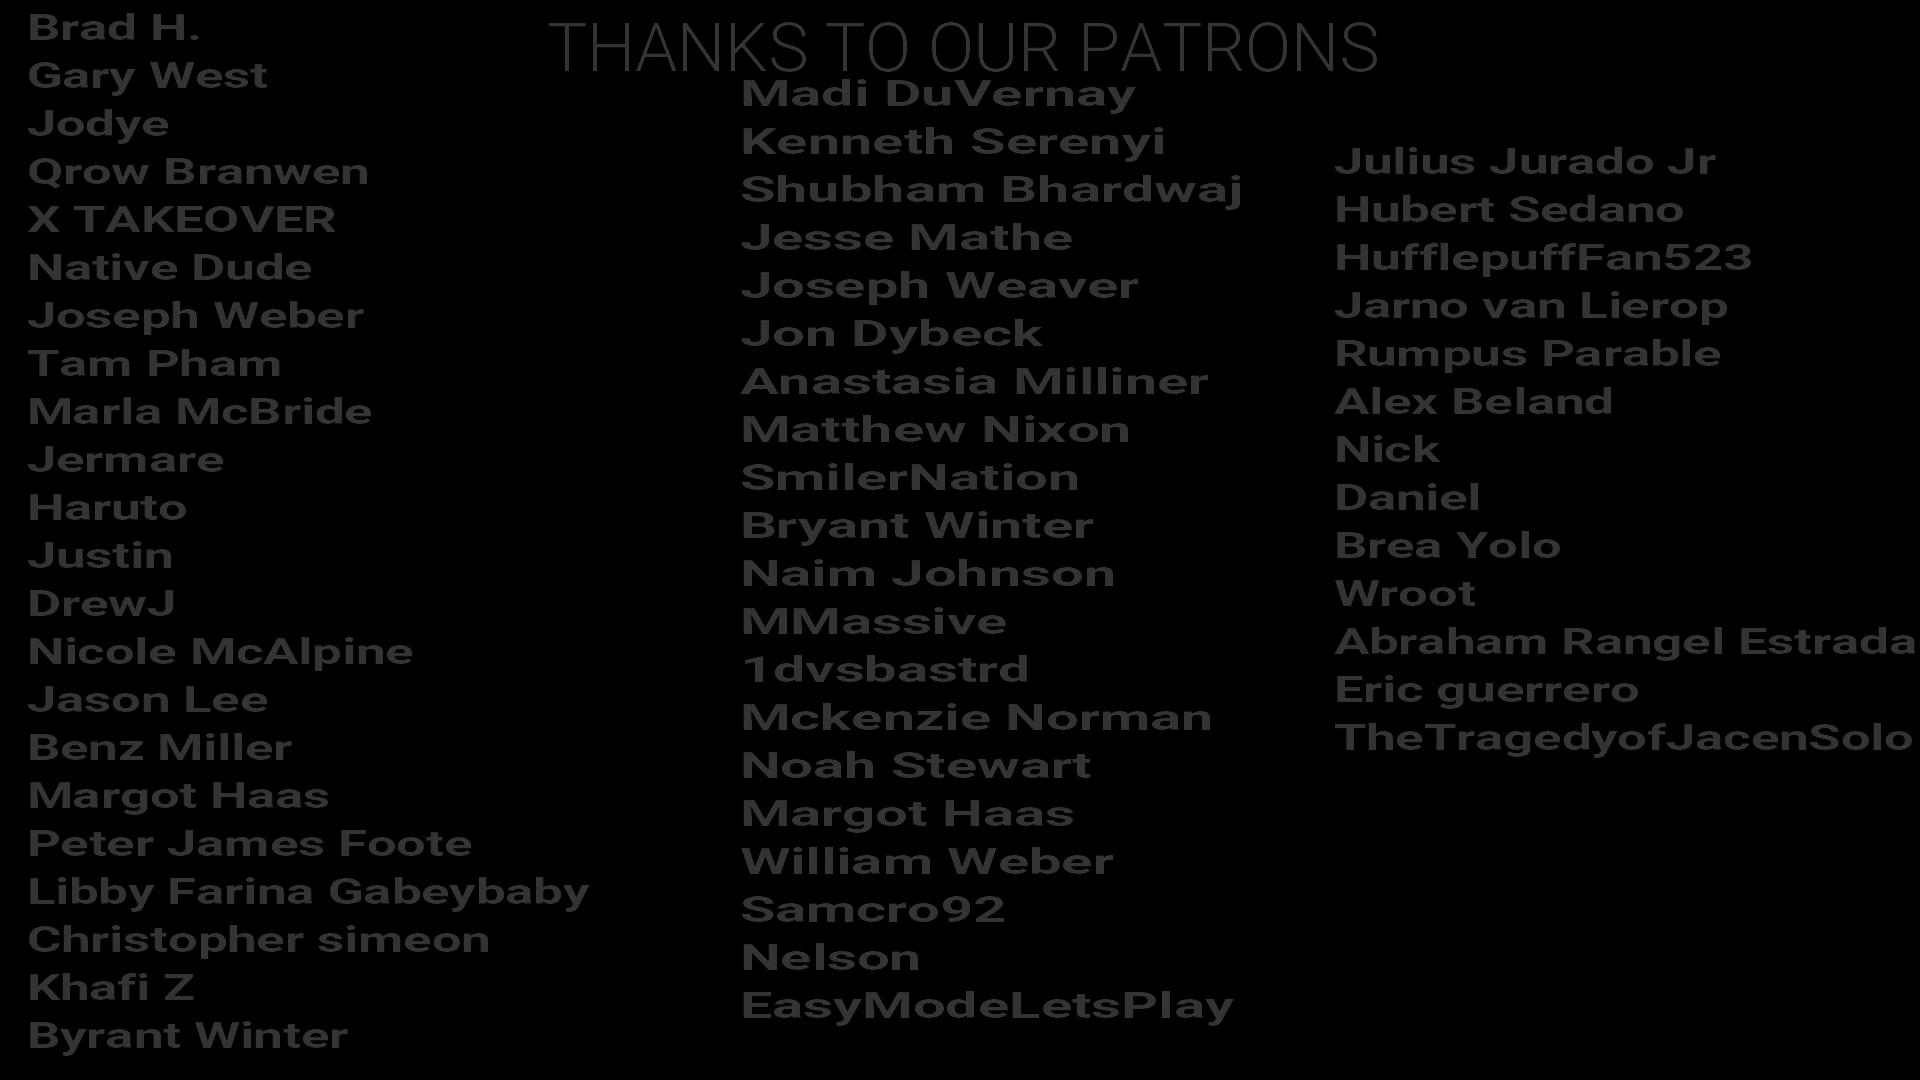 THANKS TO OUR PATRONS
Brad H.
Gary West
Jodye
Qrow Branwen
X TAKEOVER
Native Dude
Joseph Weber
Tam Pham
Marla McBride
Jermare
Haruto
Justin
DrewJ
Nicole McAlpine
Jason Lee
Benz Miller
Margot Haas
Peter James Foote
Libby Farina Gabeybaby
Christopher simeon
Khafi Z
Byrant Winter
Madi DuVernay
Kenneth Serenyi
Shubham Bhardwaj
Jesse Mathe
Joseph Weaver
Jon Dybeck
Anastasia Milliner
Matthew Nixon
SmilerNation
Bryant Winter
Naim Johnson
MMassive
1dvsbastrd
Mckenzie Norman
Noah Stewart
Margot Haas
William Weber
Samcro92
Nelson
EasyModeLetsPlay
Julius Jurado Jr
Hubert Sedano
HufflepuffFan523
Jarno van Lierop
Rumpus Parable
Alex Beland
Nick
Daniel
Brea Yolo
Wroot
Abraham Rangel Estrada
Eric guerrero
TheTragedyofJacenSolo